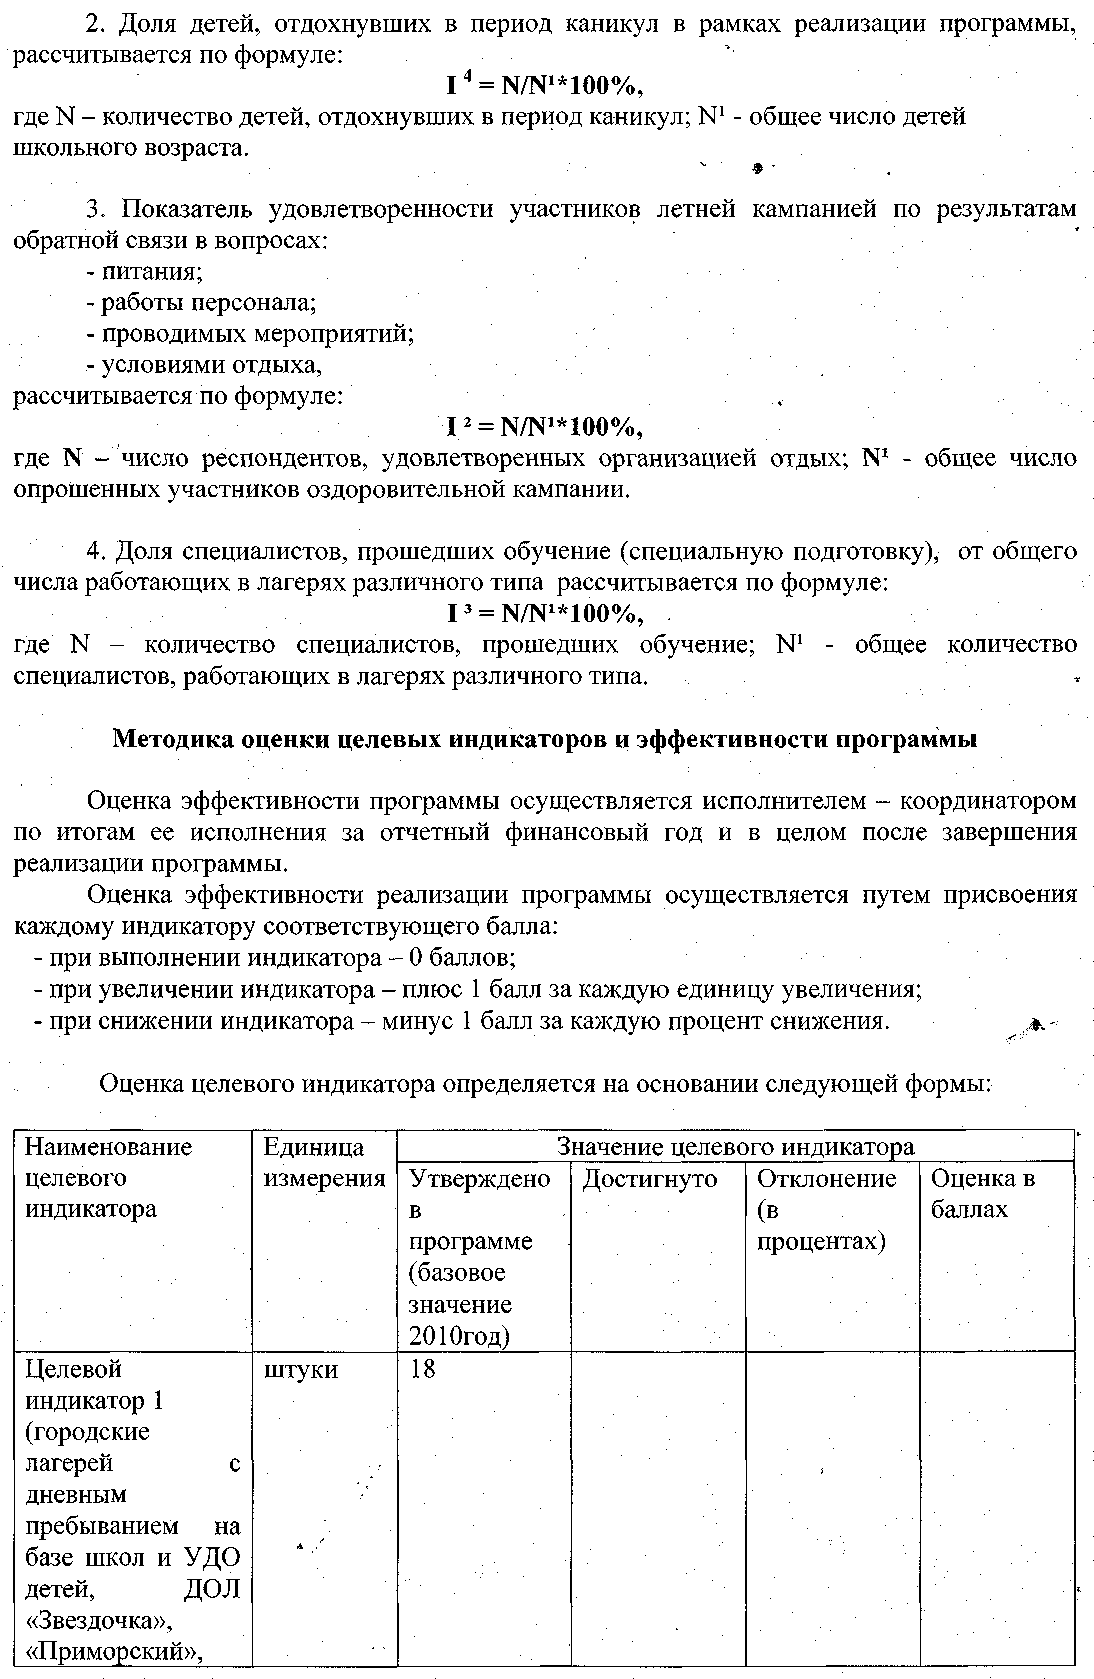 2. Доля детей, отдохнувших в период каникул в рамках реализации программы,
рассчитывается по формуле:
I ⁴ = N/N¹*100%,
где N – количество детей, отдохнувших в период каникул; N¹ - общее число детей
школьного возраста.
3. Показатель удовлетворенности участников летней кампанией по результатам
обратной связи в вопросах:
- питания;
- работы персонала;
- проводимых мероприятий;
- условиями отдыха,
рассчитывается по формуле:
I ² = N/N¹*100%,
где N – число респондентов, удовлетворенных организацией отдых; N¹ - общее число
опрошенных участников оздоровительной кампании.
4. Доля специалистов, прошедших обучение (специальную подготовку), от общего
числа работающих в лагерях различного типа рассчитывается по формуле:
I ³ = N/N¹*100%,
где N – количество специалистов, прошедших обучение; N¹ - общее количество
специалистов, работающих в лагерях различного типа.
Методика оценки целевых индикаторов и эффективности программы
Оценка эффективности программы осуществляется исполнителем – координатором
по итогам ее исполнения за отчетный финансовый год и в целом после завершения
реализации программы.
Оценка эффективности реализации программы осуществляется путем присвоения
каждому индикатору соответствующего балла:
- при выполнении индикатора – 0 баллов;
- при увеличении индикатора – плюс 1 балл за каждую единицу увеличения;
- при снижении индикатора – минус 1 балл за каждую процент снижения.
Оценка целевого индикатора определяется на основании следующей формы:
Наименование
целевого
индикатора
Единица
измерения
Значение целевого индикатора
Утверждено
в
программе
(базовое
значение
2010год)
Достигнуто
Отклонение
(в
процентах)
Оценка в
баллах
Целевой
индикатор 1
(городские
лагерей с
дневным
пребыванием на
базе школ и УДО
детей, ДОЛ
«Звездочка»,
«Приморский»,
штуки
18